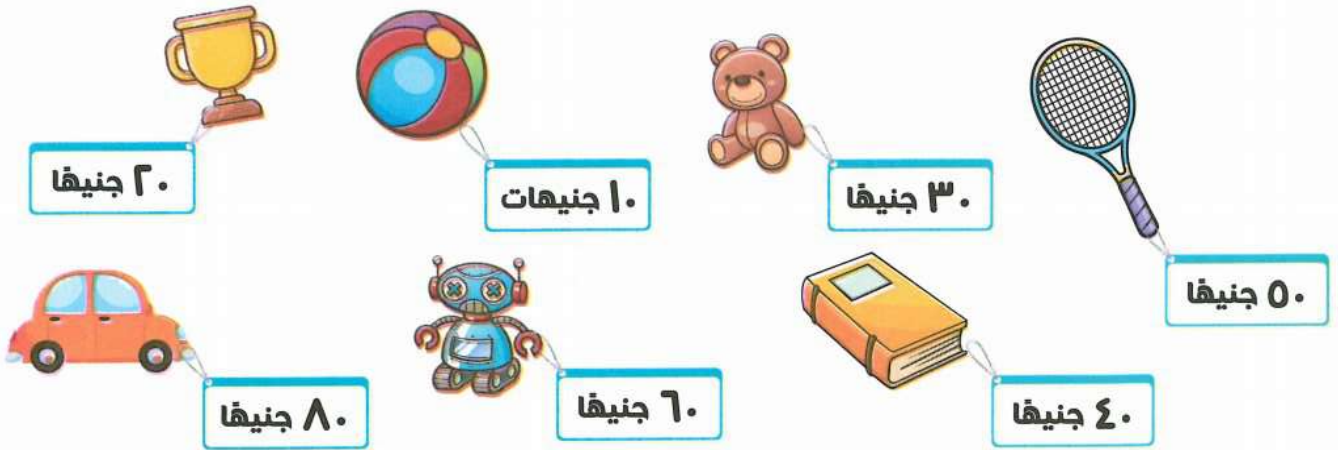 ٥٠ جنيهًا
٣٠ جنيهًا
١٠ جنيهات
٢٠ جنيهًا
٤٠ جنيهًا
٦٠ جنيهًا
٨٠ جنيهًا